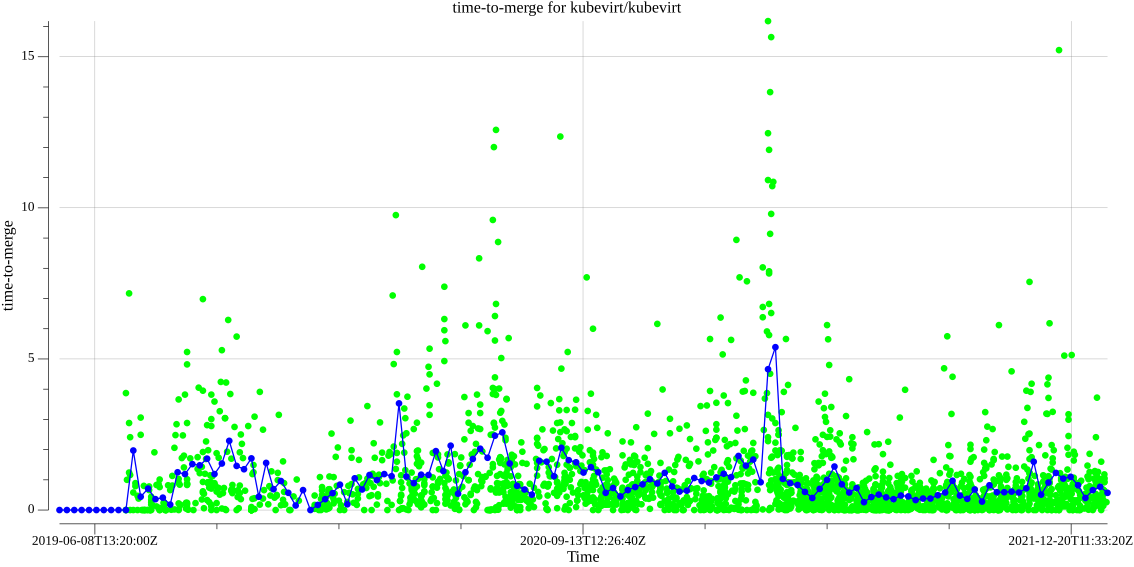 time-to-merge for kubevirt/kubevirt
15
10
5
0
time-to-merge
2019-06-08T13:20:00Z
2020-09-13T12:26:40Z
2021-12-20T11:33:20Z
Time